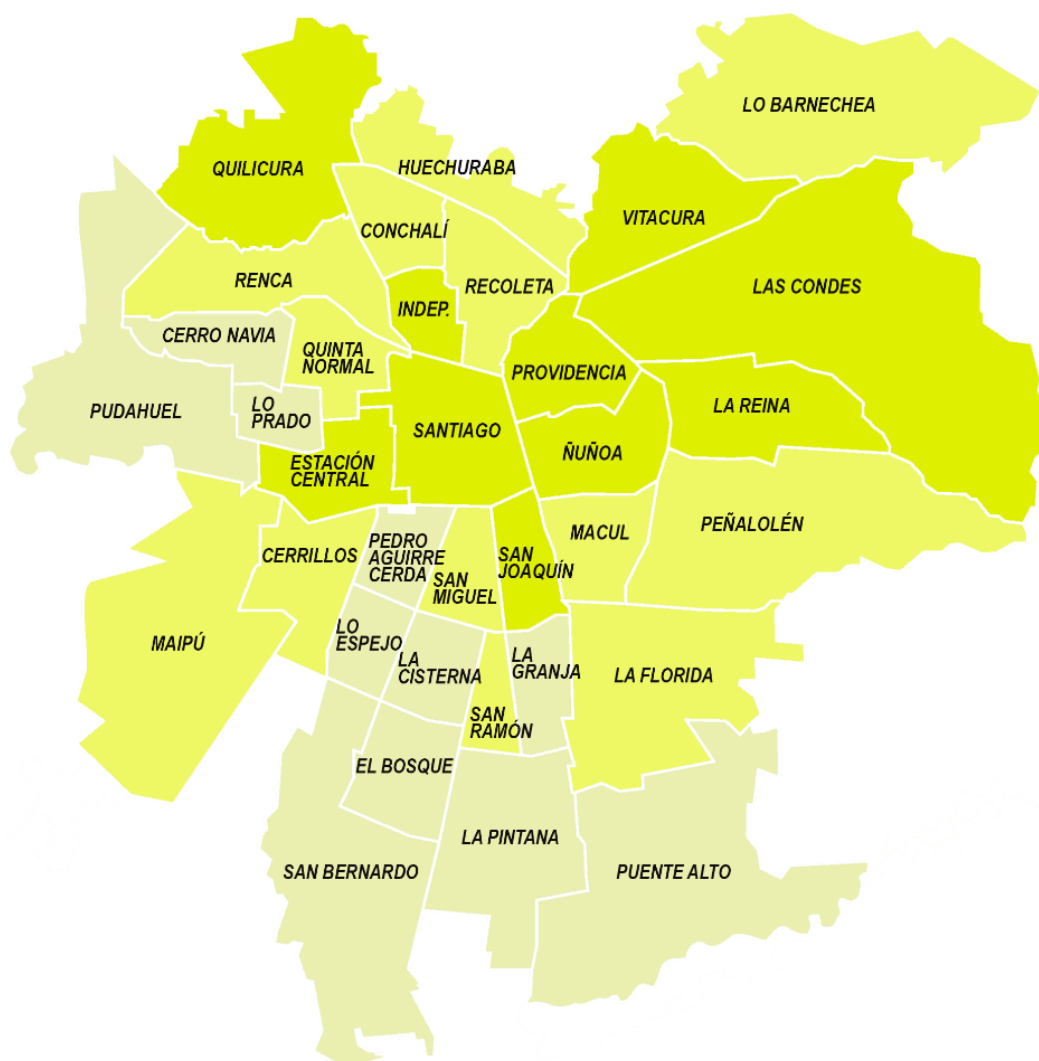 LO BARNECHEA
QUILICURA
HUECHURABA
VITACURA
CONCHALÍ
RENCA
RECOLETA
LAS CONDES
INDEP.
CERRO NAVIA
QUINTA
NORMAL
PROVIDENCIA
PUDAHUEL
LO
PRADO
LA REINA
SANTIAGO
ÑUÑOA
ESTACIÓN
CENTRAL
PEÑALOLÉN
MACUL
CERRILLOS
PEDRO
AGUIRRE
CERDA
SAN
JOAQUÍN
SAN
MIGUEL
MAIPÚ
LO
ESPEJO
LA
CISTERNA
LA
GRANJA
LA FLORIDA
SAN
RAMÓN
EL BOSQUE
LA PINTANA
SAN BERNARDO
PUENTE ALTO